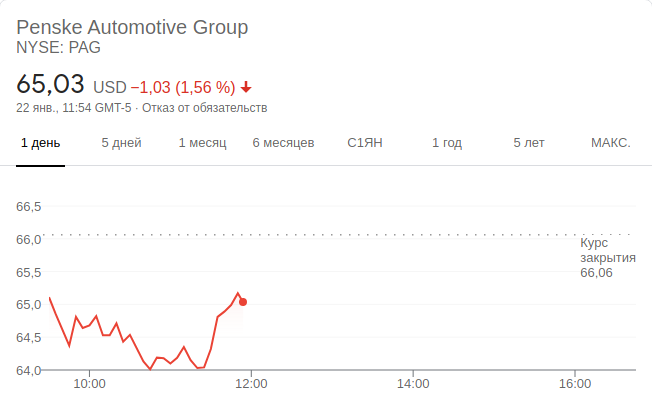 Penske Automotive Group
NYSE: PAG
65,03 USD −1,03 (1,56 %)
22 янв., 11:54 GMT-5 · Отказ от обязательств
1 день 5 дней 1 месяц 6 месяцев С1ЯН 1 год 5 лет МАКС.
66,5
66,0
Курс
закрытия
66,06
65,5
65,0
64,5
64,0
10:00 12:00 14:00 16:00